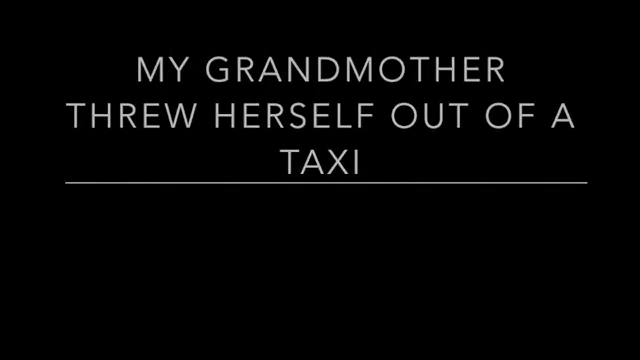 MY GRANDMOTHER
THREW HERSELF OUT OF A
TAXI